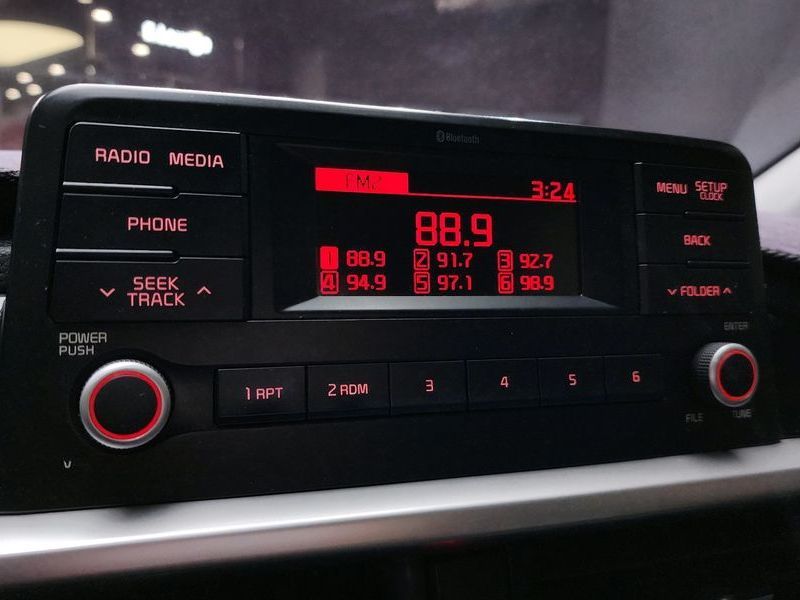 Bluetooth
RADIO MEDIA
PHONE
SEEK
TRACK
FM2 3:24
88.9
1 88.9 2 91.7 3 92.7
4 94.9 5 97.1 6 98.9
MENU SETUP
CLOCK
BACK
FOLDER
POWER
PUSH
1 RPT 2 RDM 3 4 5 6
ENTER
FILE TUNE